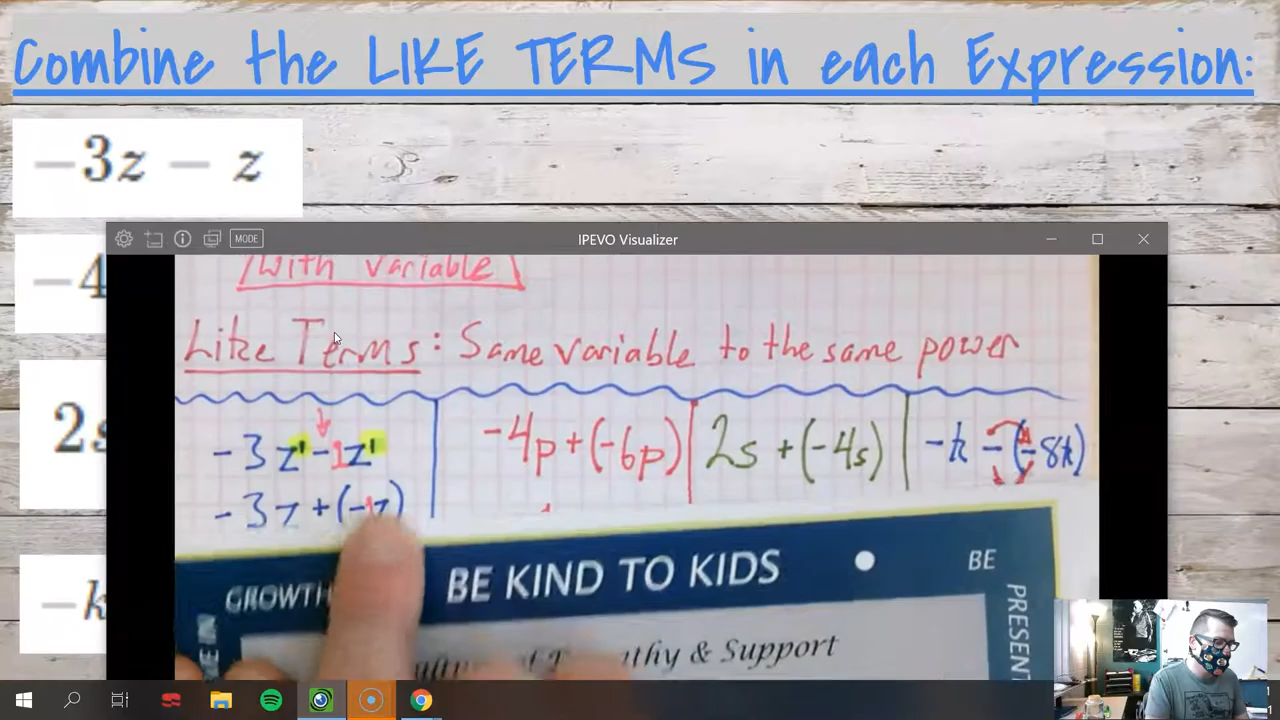 Combine the LIKE TERMS in each Expression:
−3z − z
−4
2s
−k
MODE
IPEVO Visualizer
with variable
Like Terms: Same variable to the same power
-3z¹-1z¹
-3z+(-1z)
-4p+(-6p)
2s+(-4s)
-k-(-8k)
GROWTH
BE KIND TO KIDS
BE
PRESENT
& Support